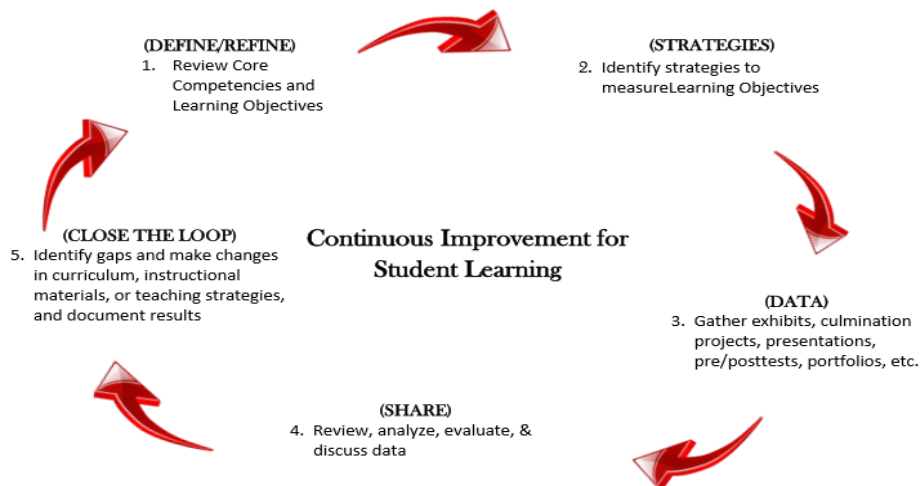 (DEFINE/REFINE)
1. Review Core
Competencies and
Learning Objectives
(STRATEGIES)
2. Identify strategies to
measureLearning Objectives
(DATA)
3. Gather exhibits, culmination
projects, presentations,
pre/posttests, portfolios, etc.
(SHARE)
4. Review, analyze, evaluate, &
discuss data
(CLOSE THE LOOP)
5. Identify gaps and make changes
in curriculum, instructional
materials, or teaching strategies,
and document results
Continuous Improvement for
Student Learning